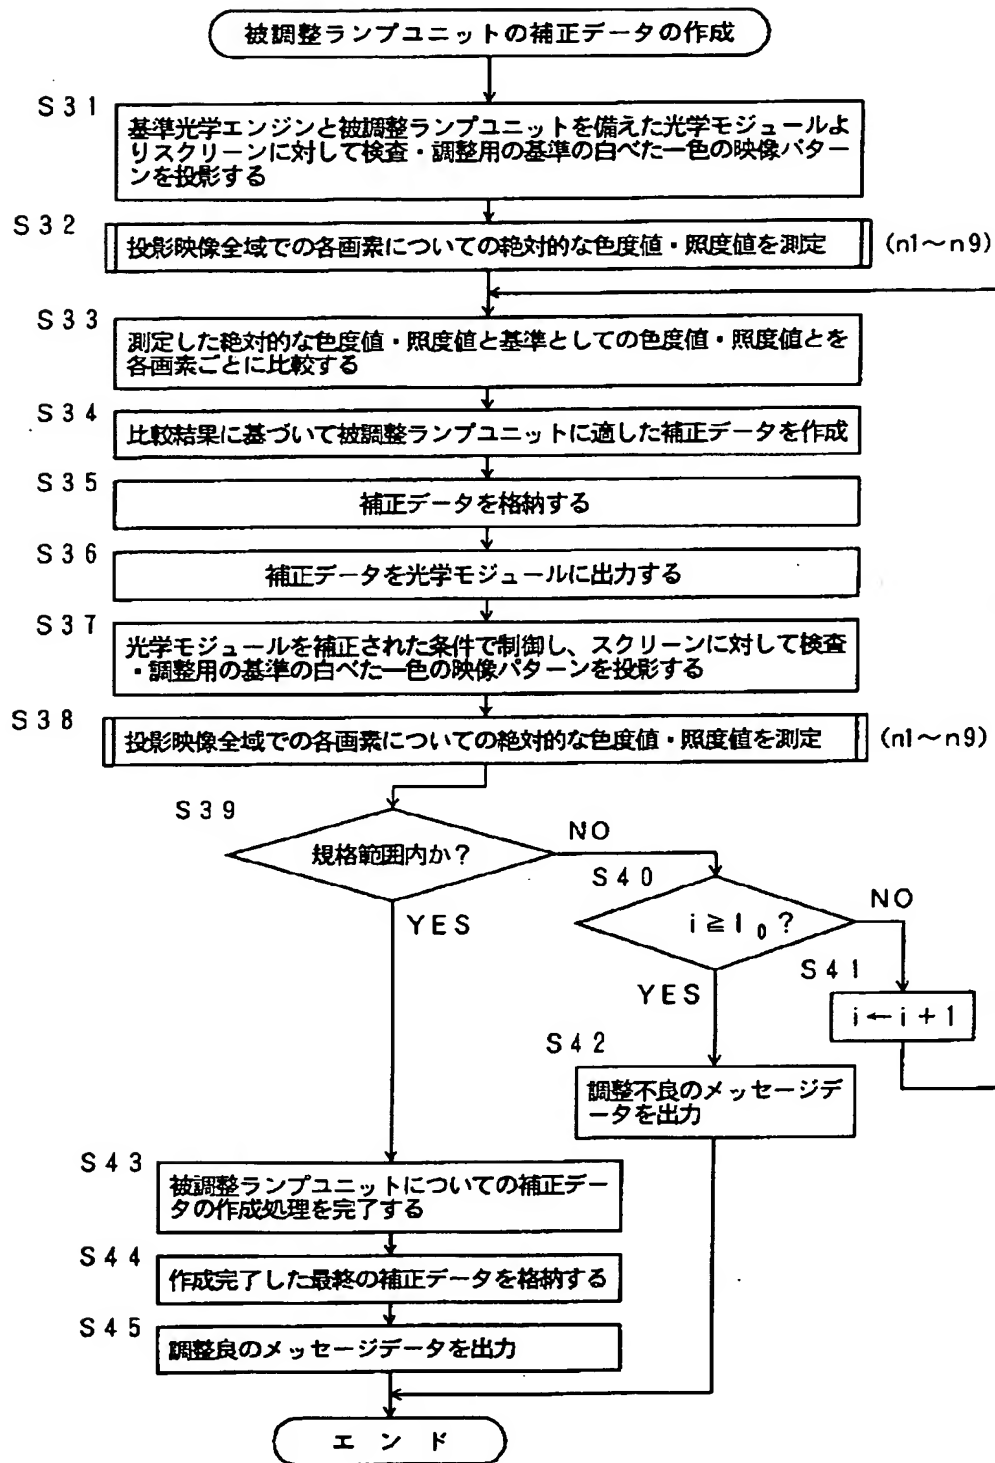 被調整ランプユニットの補正データの作成
S31
基準光学エンジンと被調整ランプユニットを備えた光学モジュールよ
りスクリーンに対して検査・調整用の基準の白べた一色の映像パター
ンを投影する
S32
投影映像全域での各画素についての絶対的な色度値・照度値を測定
(n1~n9)
S33
測定した絶対的な色度値・照度値と基準としての色度値・照度値とを
各画素ごとに比較する
S34
比較結果に基づいて被調整ランプユニットに適した補正データを作成
S35
補正データを格納する
S36
補正データを光学モジュールに出力する
S37
光学モジュールを補正された条件で制御し、スクリーンに対して検査
・調整用の基準の白べた一色の映像パターンを投影する
S38
投影映像全域での各画素についての絶対的な色度値・照度値を測定
(n1~n9)
S39
規格範囲内か?
NO
YES
S40
i≧I0?
NO
YES
S41
i←i+1
S42
調整不良のメッセージデ
ータを出力
S43
被調整ランプユニットについての補正デー
タの作成処理を完了する
S44
作成完了した最終の補正データを格納する
S45
調整良のメッセージデータを出力
エンド